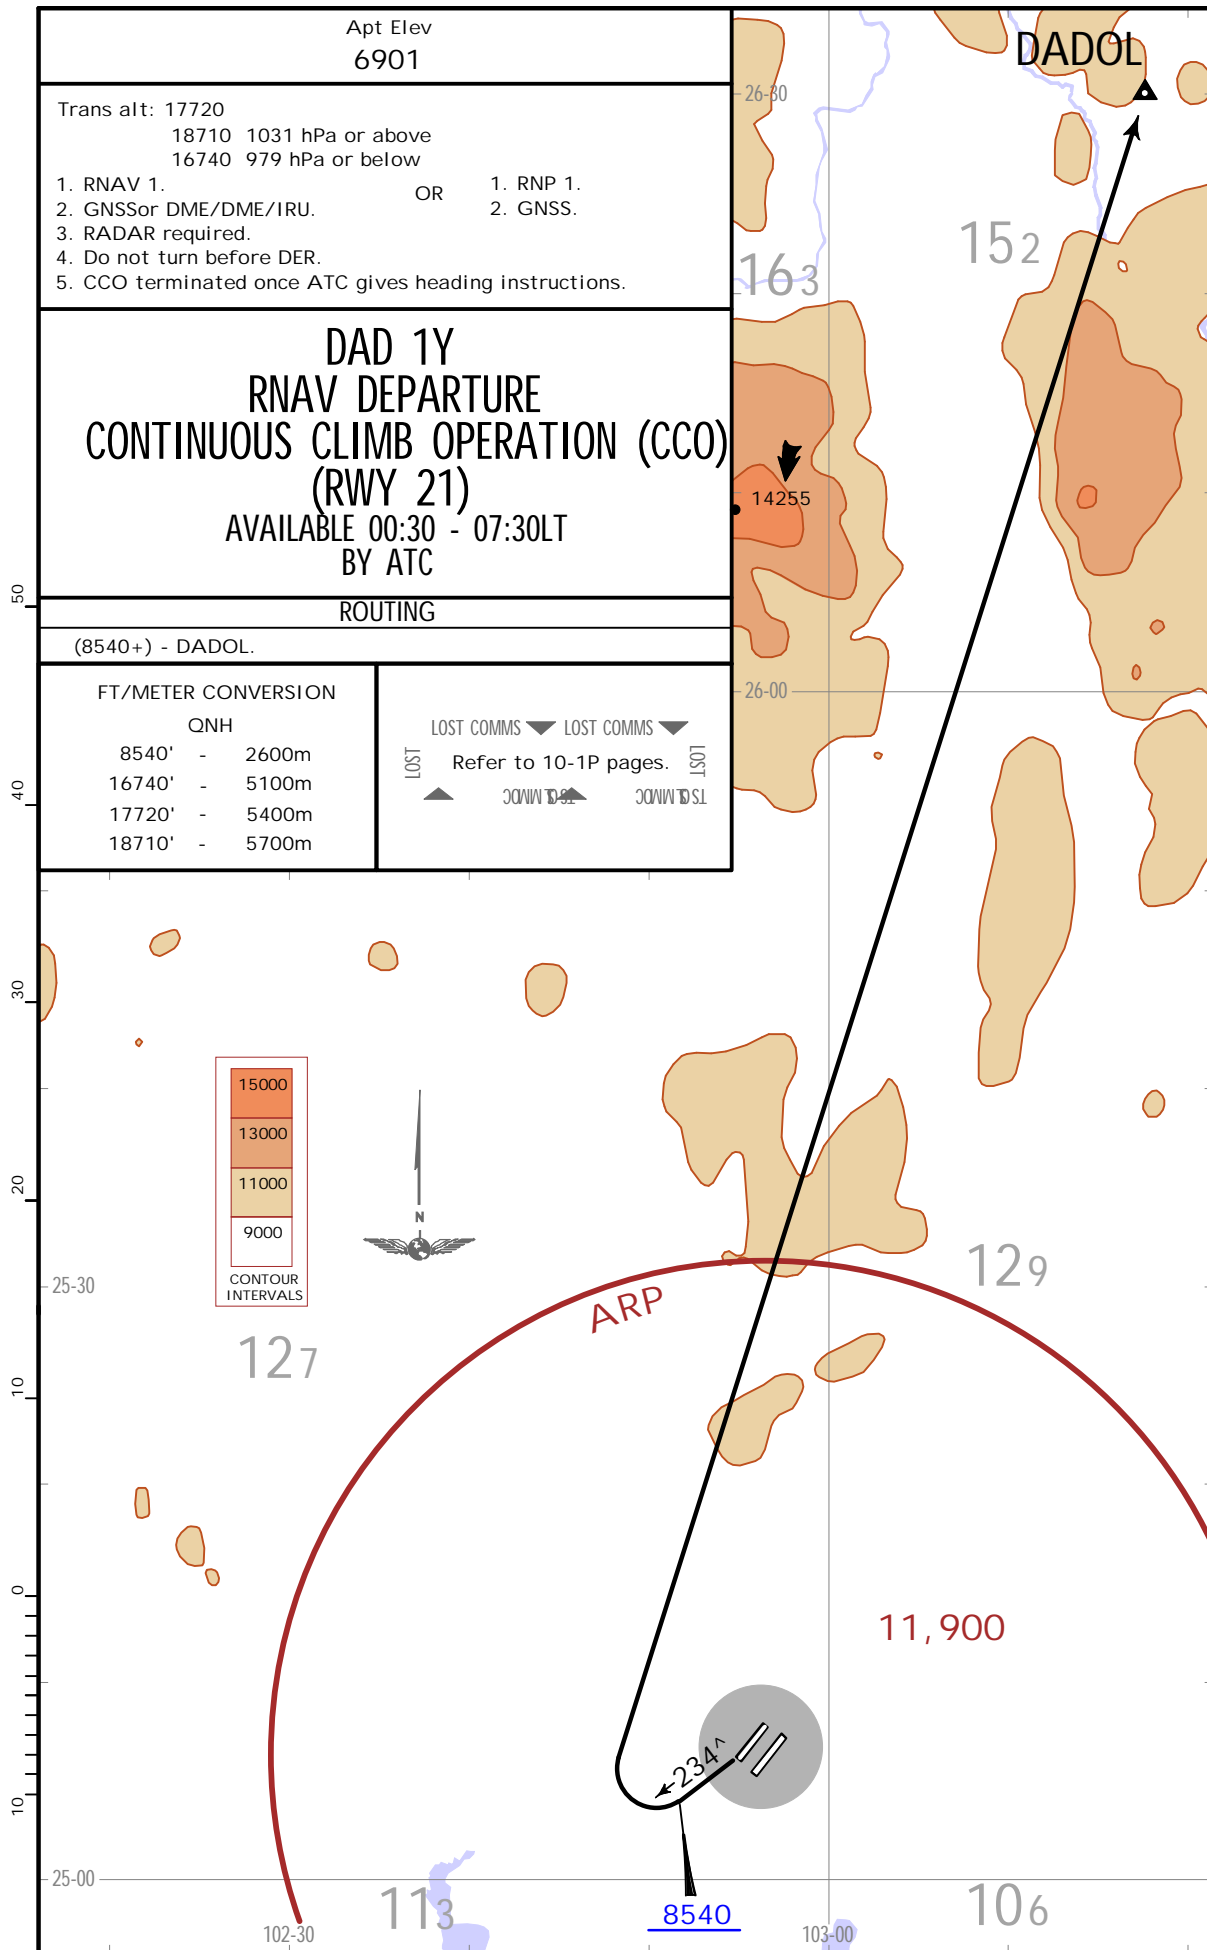 Apt Elev
6901
Trans alt: 17720
18710 1031 hPa or above
16740 979 hPa or below
1. RNAV 1.
2. GNSSor DME/DME/IRU.
OR
1. RNP 1.
2. GNSS.
3. RADAR required.
4. Do not turn before DER.
5. CCO terminated once ATC gives heading instructions.
DAD 1Y
RNAV DEPARTURE
CONTINUOUS CLIMB OPERATION (CCO)
(RWY 21)
AVAILABLE 00:30 - 07:30LT
BY ATC
ROUTING
(8540+) - DADOL.
FT/METER CONVERSION
QNH
8540' - 2600m
16740' - 5100m
17720' - 5400m
18710' - 5700m
LOST COMMS LOST COMMS
LOST
Refer to 10-1P pages.
LOST
DADOL
26-30
152
163
14255
26-00
50
40
30
20
10
0
10
15000
13000
11000
9000
CONTOUR
INTERVALS
N
25-30
ARP
129
127
11,900
234^
25-00
113
8540
106
102-30
103-00